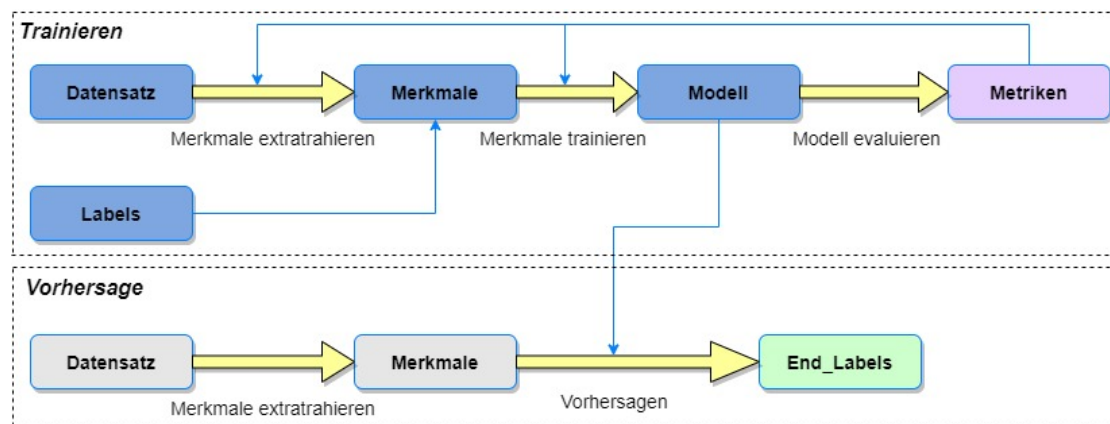 Trainieren
Datensatz
Merkmale
Modell
Metriken
Merkmale extratrahieren
Merkmale trainieren
Modell evaluieren
Labels
Vorhersage
Datensatz
Merkmale
End_Labels
Merkmale extratrahieren
Vorhersagen